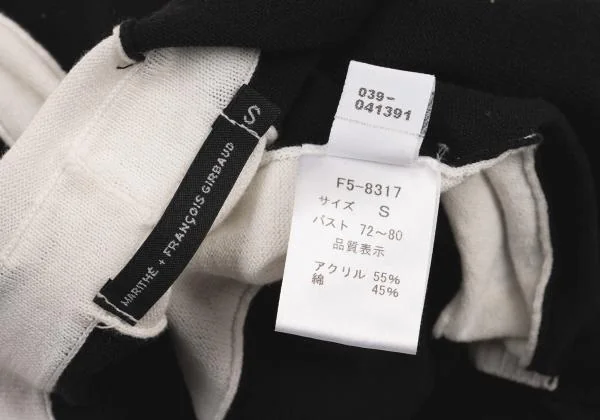 039-
041391
S
MARITHÉ + FRANÇOIS GIRBAUD
F5-8317
サイズ S
バスト 72～80
品質表示
アクリル 55%
綿 45%